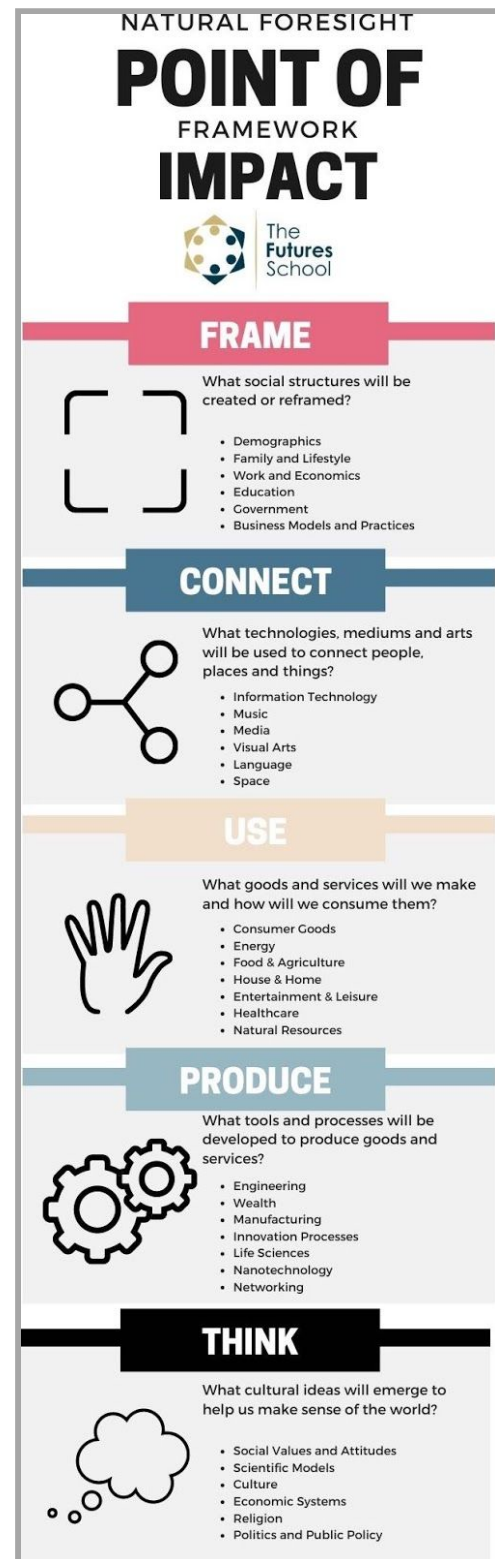 NATURAL FORESIGHT
POINT OF
FRAMEWORK
IMPACT
The
Futures
School
FRAME
What social structures will be
created or reframed?
• Demographics
• Family and Lifestyle
• Work and Economics
• Education
• Government
• Business Models and Practices
CONNECT
What technologies, mediums and arts
will be used to connect people,
places and things?
• Information Technology
• Music
• Media
• Visual Arts
• Language
• Space
USE
What goods and services will we make
and how will we consume them?
• Consumer Goods
• Energy
• Food & Agriculture
• House & Home
• Entertainment & Leisure
• Healthcare
• Natural Resources
PRODUCE
What tools and processes will be
developed to produce goods and
services?
• Engineering
• Wealth
• Manufacturing
• Innovation Processes
• Life Sciences
• Nanotechnology
• Networking
THINK
What cultural ideas will emerge to
help us make sense of the world?
• Social Values and Attitudes
• Scientific Models
• Culture
• Economic Systems
• Religion
• Politics and Public Policy